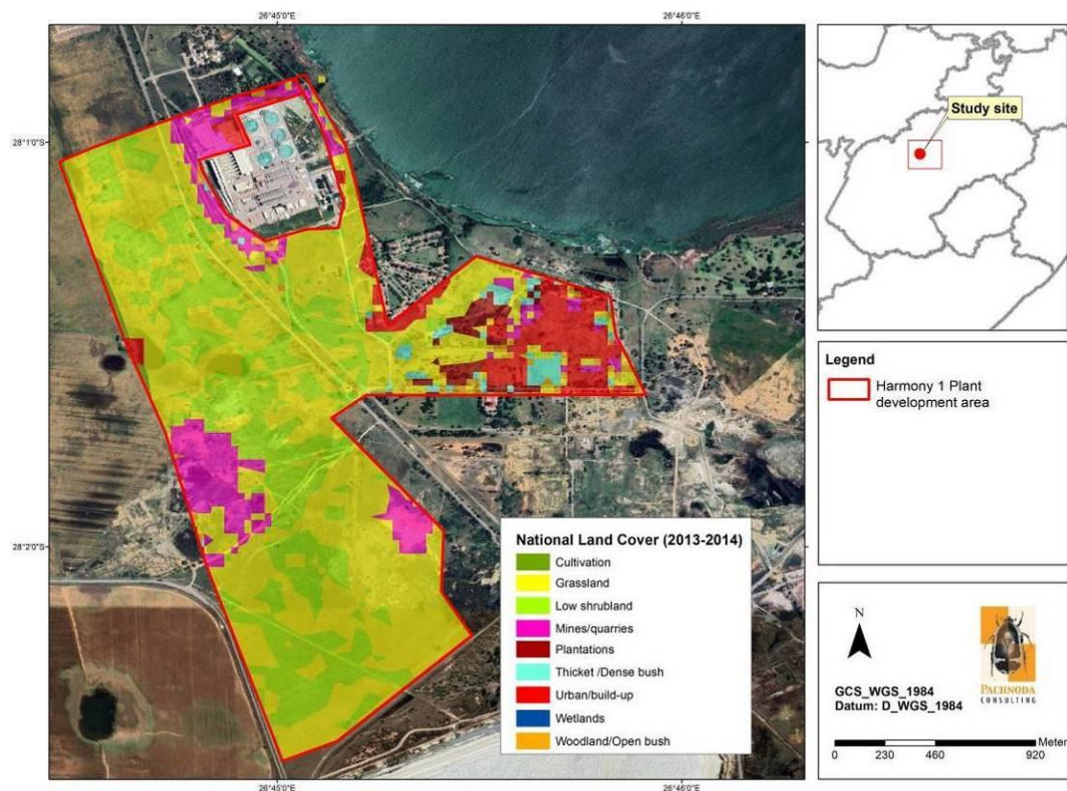 26°45'0"E
26°46'0"E
28°1'0"S
28°2'0"S
26°45'0"E
26°46'0"E
Study site
Legend
Harmony 1 Plant
development area
National Land Cover (2013-2014)
Cultivation
Grassland
Low shrubland
Mines/quarries
Plantations
Thicket /Dense bush
Urban/build-up
Wetlands
Woodland/Open bush
N
GCS_WGS_1984
Datum: D_WGS_1984
PACHNODA
CONSULTING
Meter
0 230 460 920